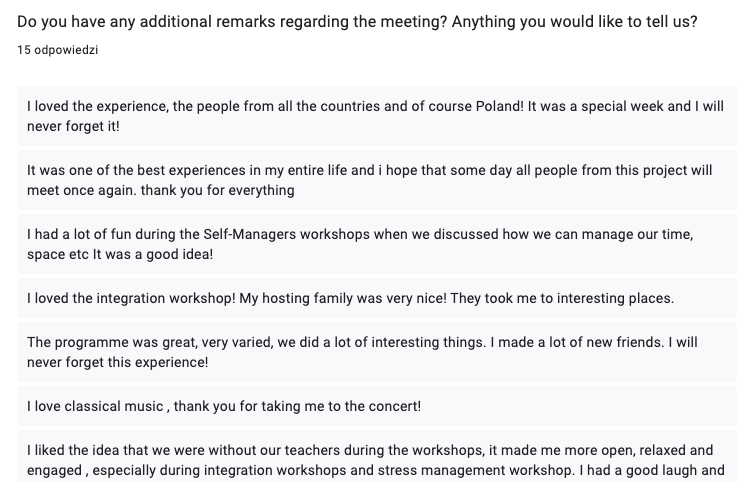 Do you have any additional remarks regarding the meeting? Anything you would like to tell us?
15 odpowiedzi
I loved the experience, the people from all the countries and of course Poland! It was a special week and I will
never forget it!
It was one of the best experiences in my entire life and i hope that some day all people from this project will
meet once again. thank you for everything
I had a lot of fun during the Self-Managers workshops when we discussed how we can manage our time,
space etc It was a good idea!
I loved the integration workshop! My hosting family was very nice! They took me to interesting places.
The programme was great, very varied, we did a lot of interesting things. I made a lot of new friends. I will
never forget this experience!
I love classical music , thank you for taking me to the concert!
I liked the idea that we were without our teachers during the workshops, it made me more open, relaxed and
engaged , especially during integration workshops and stress management workshop. I had a good laugh and